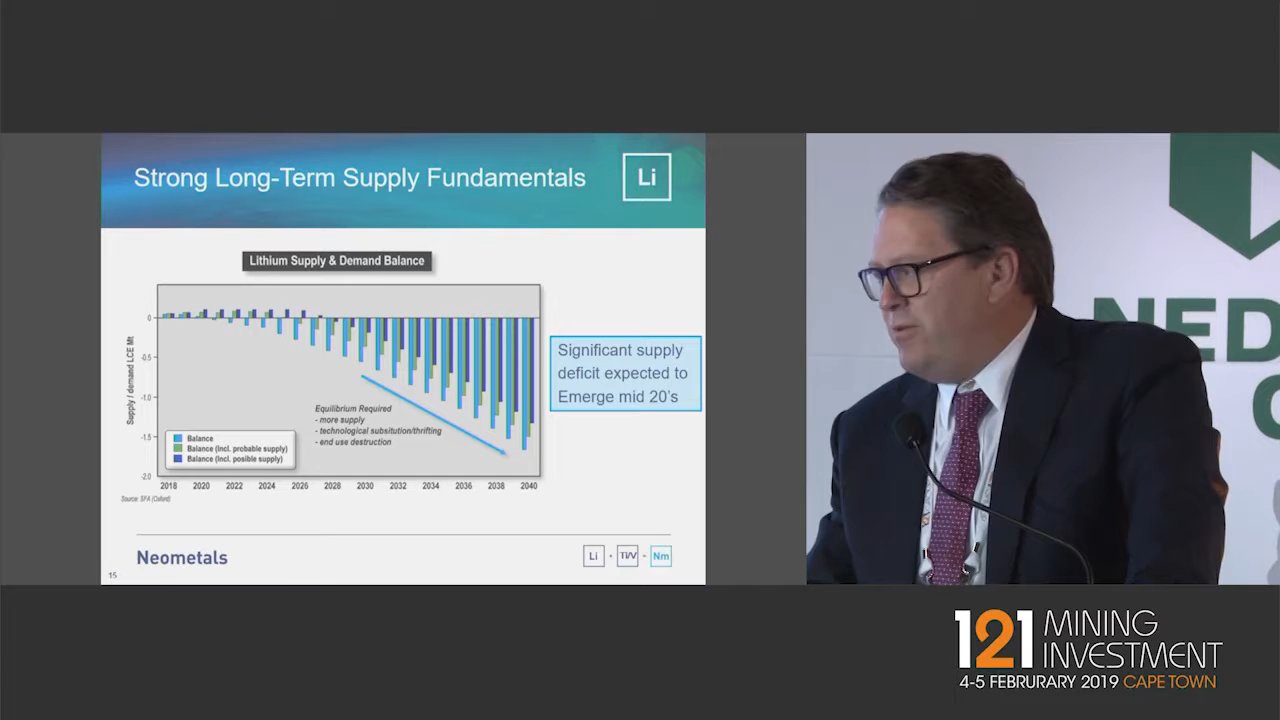 Strong Long-Term Supply Fundamentals
Li
Lithium Supply & Demand Balance
Supply / demand LCE Mt
0
-0.5
-1.0
-1.5
-2.0
Equilibrium Required
- more supply
- technological subsitution/thrifting
- end use destruction
Balance
Balance (Incl. probable supply)
Balance (Incl. posible supply)
2018 2020 2022 2024 2026 2028 2030 2032 2034 2036 2038 2040
Source: SFA (Oxford)
Significant supply
deficit expected to
Emerge mid 20's
Neometals
Li - Ti/V - Nm
15
NED
C
121 MINING
INVESTMENT
4-5 FEBRURARY 2019 CAPE TOWN